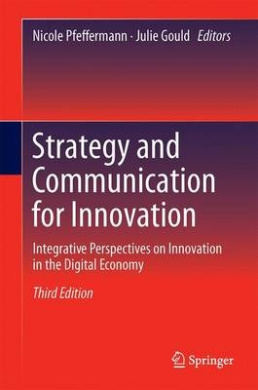 Nicole Pfeffermann · Julie Gould Editors
Strategy and
Communication
for Innovation
Integrative Perspectives on Innovation
in the Digital Economy
Third Edition
Springer